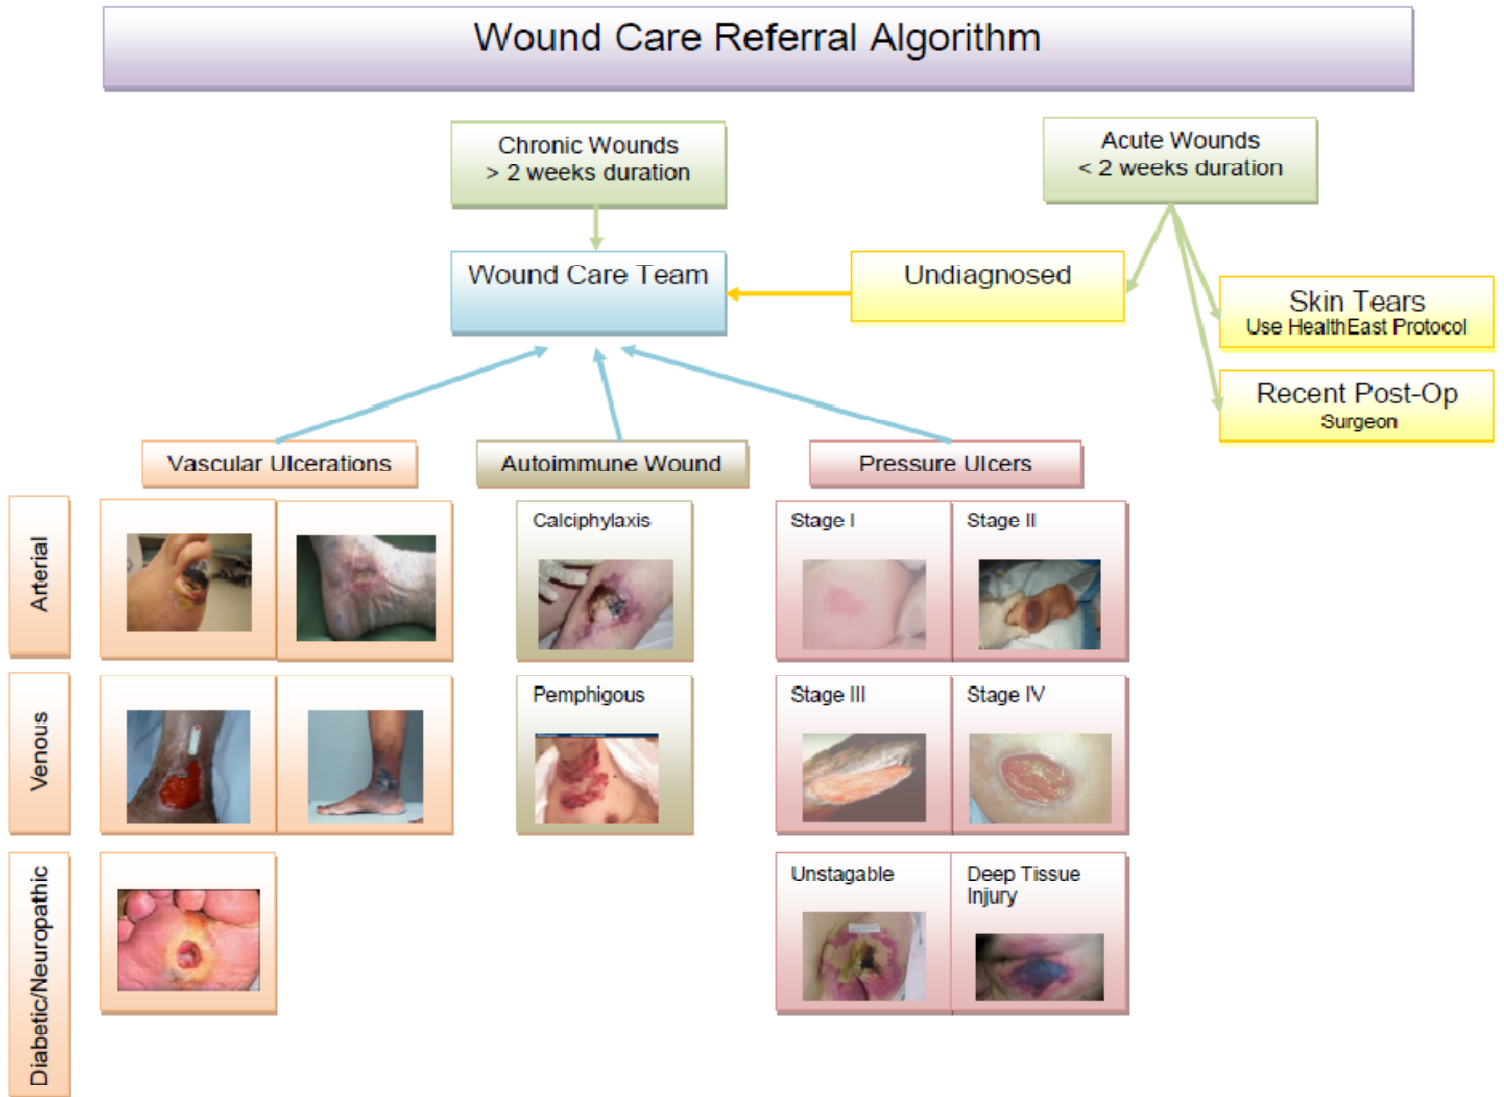 Wound Care Referral Algorithm
Chronic Wounds
> 2 weeks duration
Acute Wounds
< 2 weeks duration
Wound Care Team
Undiagnosed
Skin Tears
Use HealthEast Protocol
Recent Post-Op
Surgeon
Vascular Ulcerations
Autoimmune Wound
Pressure Ulcers
Arterial
Calciphylaxis
Stage I
Stage II
Venous
Pemphigous
Stage III
Stage IV
Diabetic/Neuropathic
Unstagable
Deep Tissue
Injury